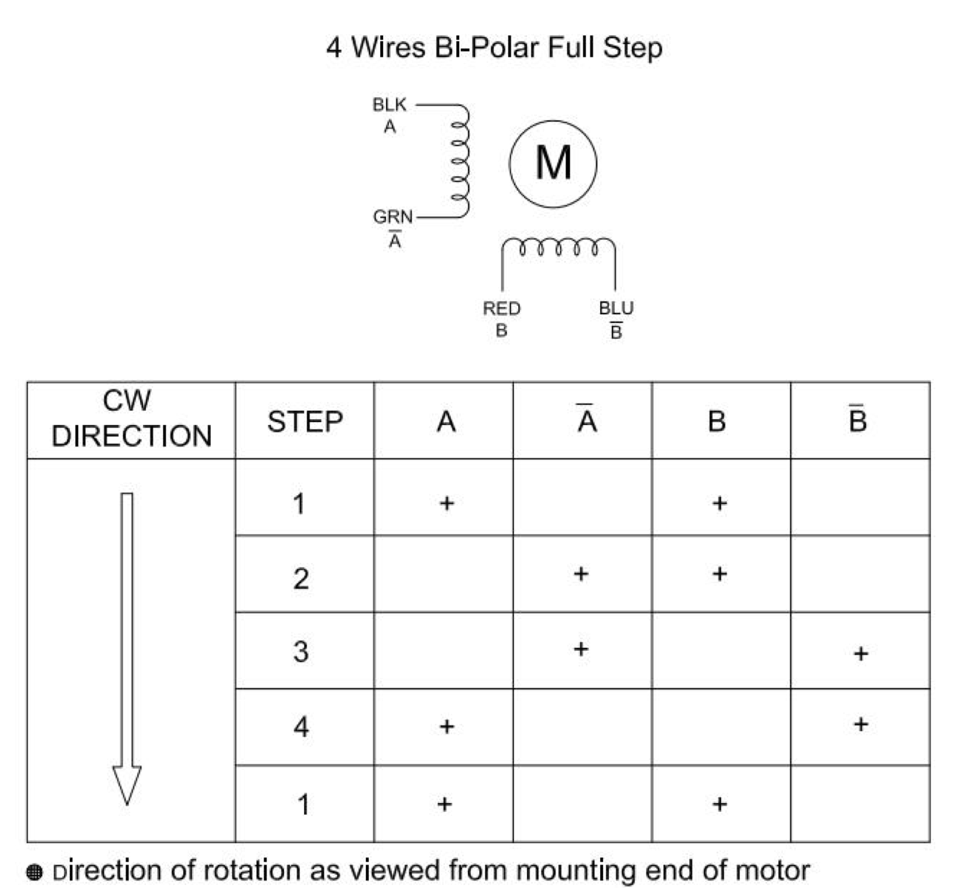 4 Wires Bi-Polar Full Step
BLK
A
M
GRN
A̅
RED
B
BLU
B̅
CW DIRECTION STEP A A̅ B B̅
1 + +
2 + +
3 + +
4 + +
1 + +
Direction of rotation as viewed from mounting end of motor